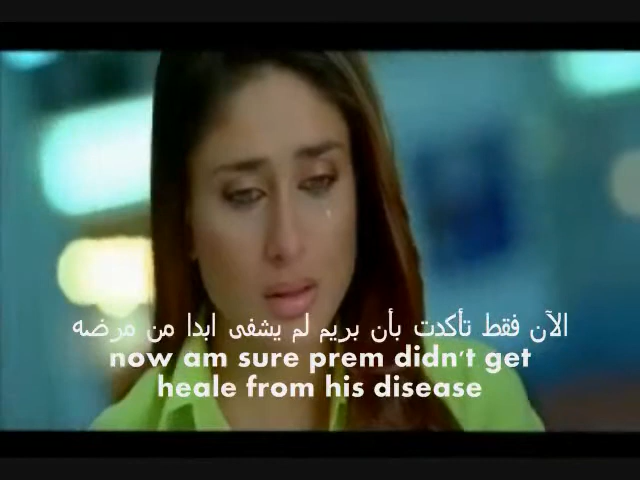 الآن فقط تأكدت بأن بريم لم يشفى ابدا من مرضه
now am sure prem didn't get
heale from his disease